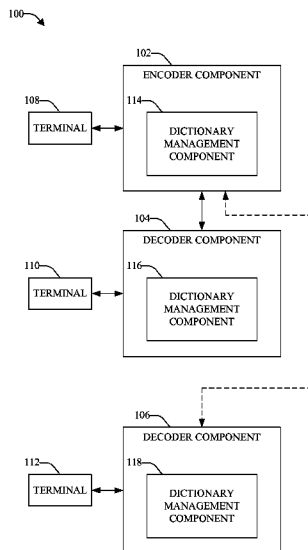 100
102
ENCODER COMPONENT
108
114
TERMINAL
DICTIONARY
MANAGEMENT
COMPONENT
104
DECODER COMPONENT
110
116
TERMINAL
DICTIONARY
MANAGEMENT
COMPONENT
106
DECODER COMPONENT
112
118
TERMINAL
DICTIONARY
MANAGEMENT
COMPONENT